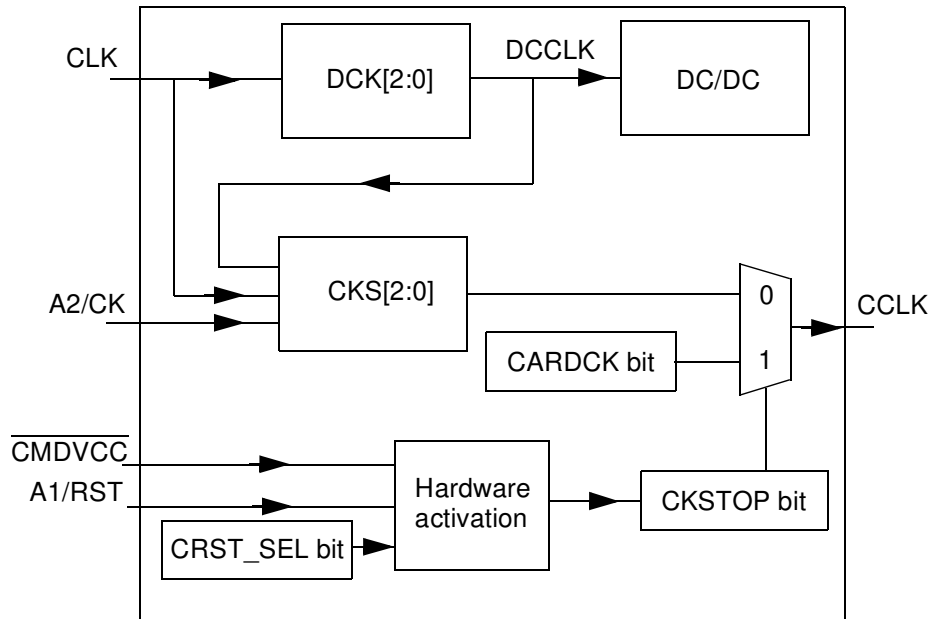 CLK
DCK[2:0]
DCCLK
DC/DC
A2/CK
CKS[2:0]
0
CCLK
CARDCK bit
1
CMDVCC
A1/RST
Hardware
activation
CKSTOP bit
CRST_SEL bit